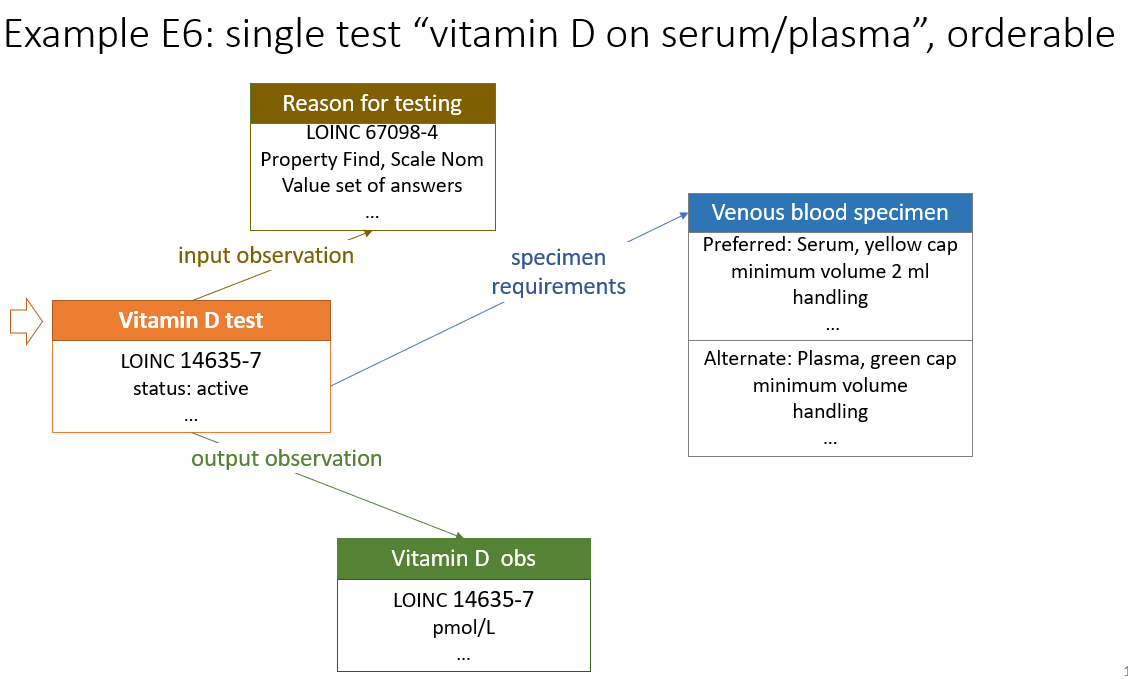 Example E6: single test “vitamin D on serum/plasma”, orderable
Reason for testing
LOINC 67098-4
Property Find, Scale Nom
Value set of answers
...
input observation
specimen
requirements
Venous blood specimen
Preferred: Serum, yellow cap
minimum volume 2 ml
handling
...
Alternate: Plasma, green cap
minimum volume
handling
...
Vitamin D test
LOINC 14635-7
status: active
...
output observation
Vitamin D  obs
LOINC 14635-7
pmol/L
...
1